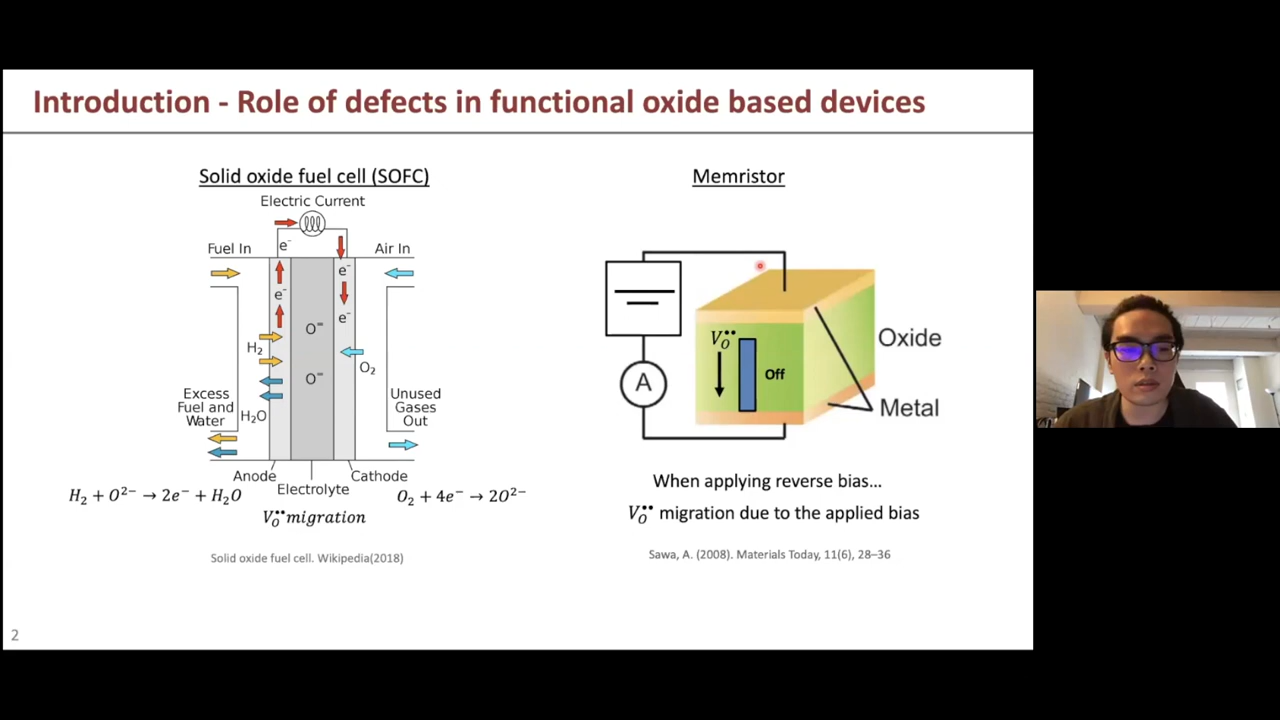 Introduction - Role of defects in functional oxide based devices
Solid oxide fuel cell (SOFC)
Electric Current
Fuel In
e⁻
Air In
e⁻
e⁻
e⁻
O⁼
H₂
O₂
O⁼
Excess
Fuel and
Water
H₂O
Unused
Gases
Out
Anode
Electrolyte
Cathode
H₂ + O²⁻ → 2e⁻ + H₂O
O₂ + 4e⁻ → 2O²⁻
V_O^•• migration
Solid oxide fuel cell. Wikipedia(2018)
Memristor
V_O^••
Off
A
Oxide
Metal
When applying reverse bias...
V_O^•• migration due to the applied bias
Sawa, A. (2008). Materials Today, 11(6), 28–36
2